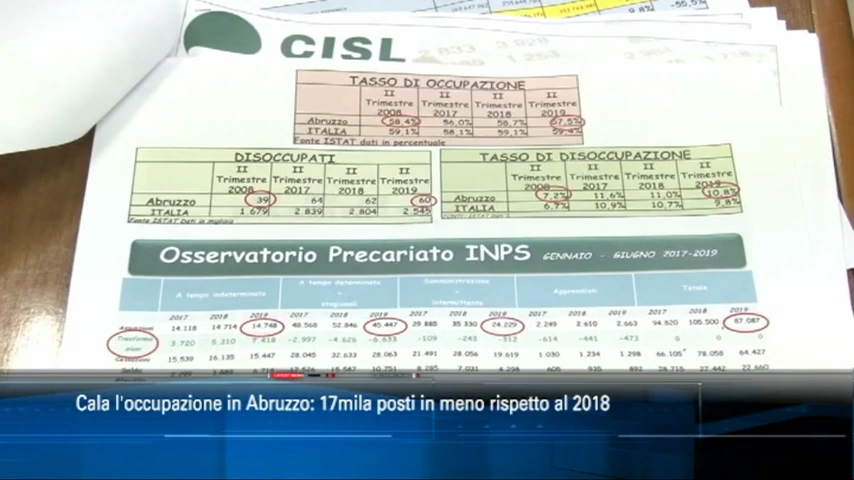 CISL
TASSO DI OCCUPAZIONE
II Trimestre 2008 II Trimestre 2017 II Trimestre 2018 II Trimestre 2019
Abruzzo 58,4% 56,0% 58,7% 57,5%
ITALIA 59,1% 58,1% 59,1% 59,4%
Fonte ISTAT dati in percentuale
DISOCCUPATI
II Trimestre 2008 II Trimestre 2017 II Trimestre 2018 II Trimestre 2019
Abruzzo 39 64 62 60
ITALIA 1.679 2.839 2.804 2.545
Fonte ISTAT Dati in migliaia
TASSO DI DISOCCUPAZIONE
II Trimestre 2008 II Trimestre 2017 II Trimestre 2018 II Trimestre 2019
Abruzzo 7,2% 11,6% 11,0% 10,8%
ITALIA 6,7% 10,9% 10,7% 9,8%
Osservatorio Precariato INPS GENNAIO - GIUGNO 2017-2019
A tempo indeterminato A tempo determinato + stagionali Somministrazione + intermittente Apprendisti Totale
2017 2018 2019 2017 2018 2019 2017 2018 2019 2017 2018 2019 2017 2018 2019
14.118 14.714 14.748 48.568 52.846 45.447 29.885 35.330 24.229 2.249 2.610 2.663 94.820 105.500 87.087
3.720 5.310 7.418 -2.997 -4.626 -6.633 -109 -243 -312 -614 -441 -473 0 0 0
15.539 16.135 15.447 28.045 32.633 28.063 21.491 28.056 19.619 1.030 1.234 1.298 66.105 78.058 64.427
Cala l'occupazione in Abruzzo: 17mila posti in meno rispetto al 2018